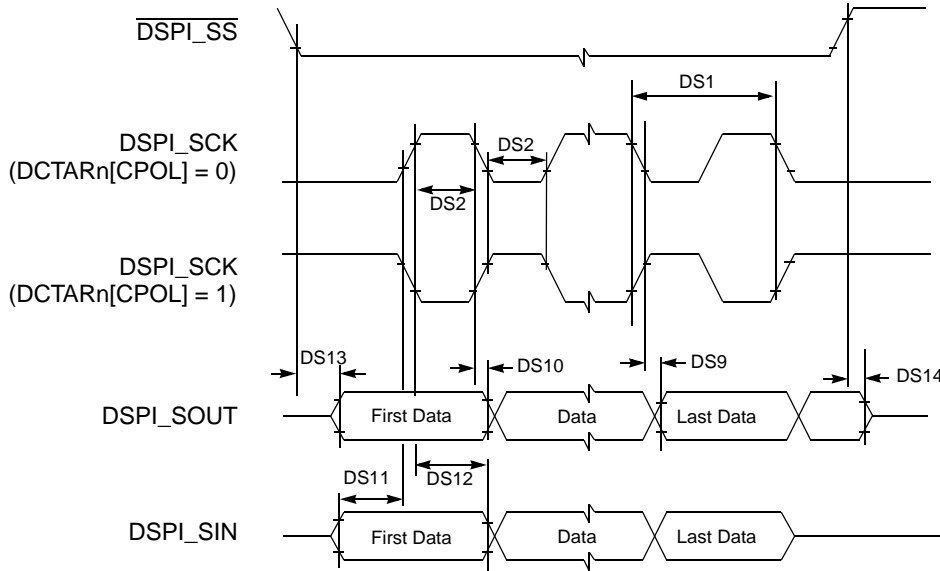 DSPI_SS
DS1
DSPI_SCK
(DCTARn[CPOL] = 0)
DS2
DS2
DSPI_SCK
(DCTARn[CPOL] = 1)
DS13
DS10
DS9
DS14
DSPI_SOUT
First Data
Data
Last Data
DS11
DS12
DSPI_SIN
First Data
Data
Last Data